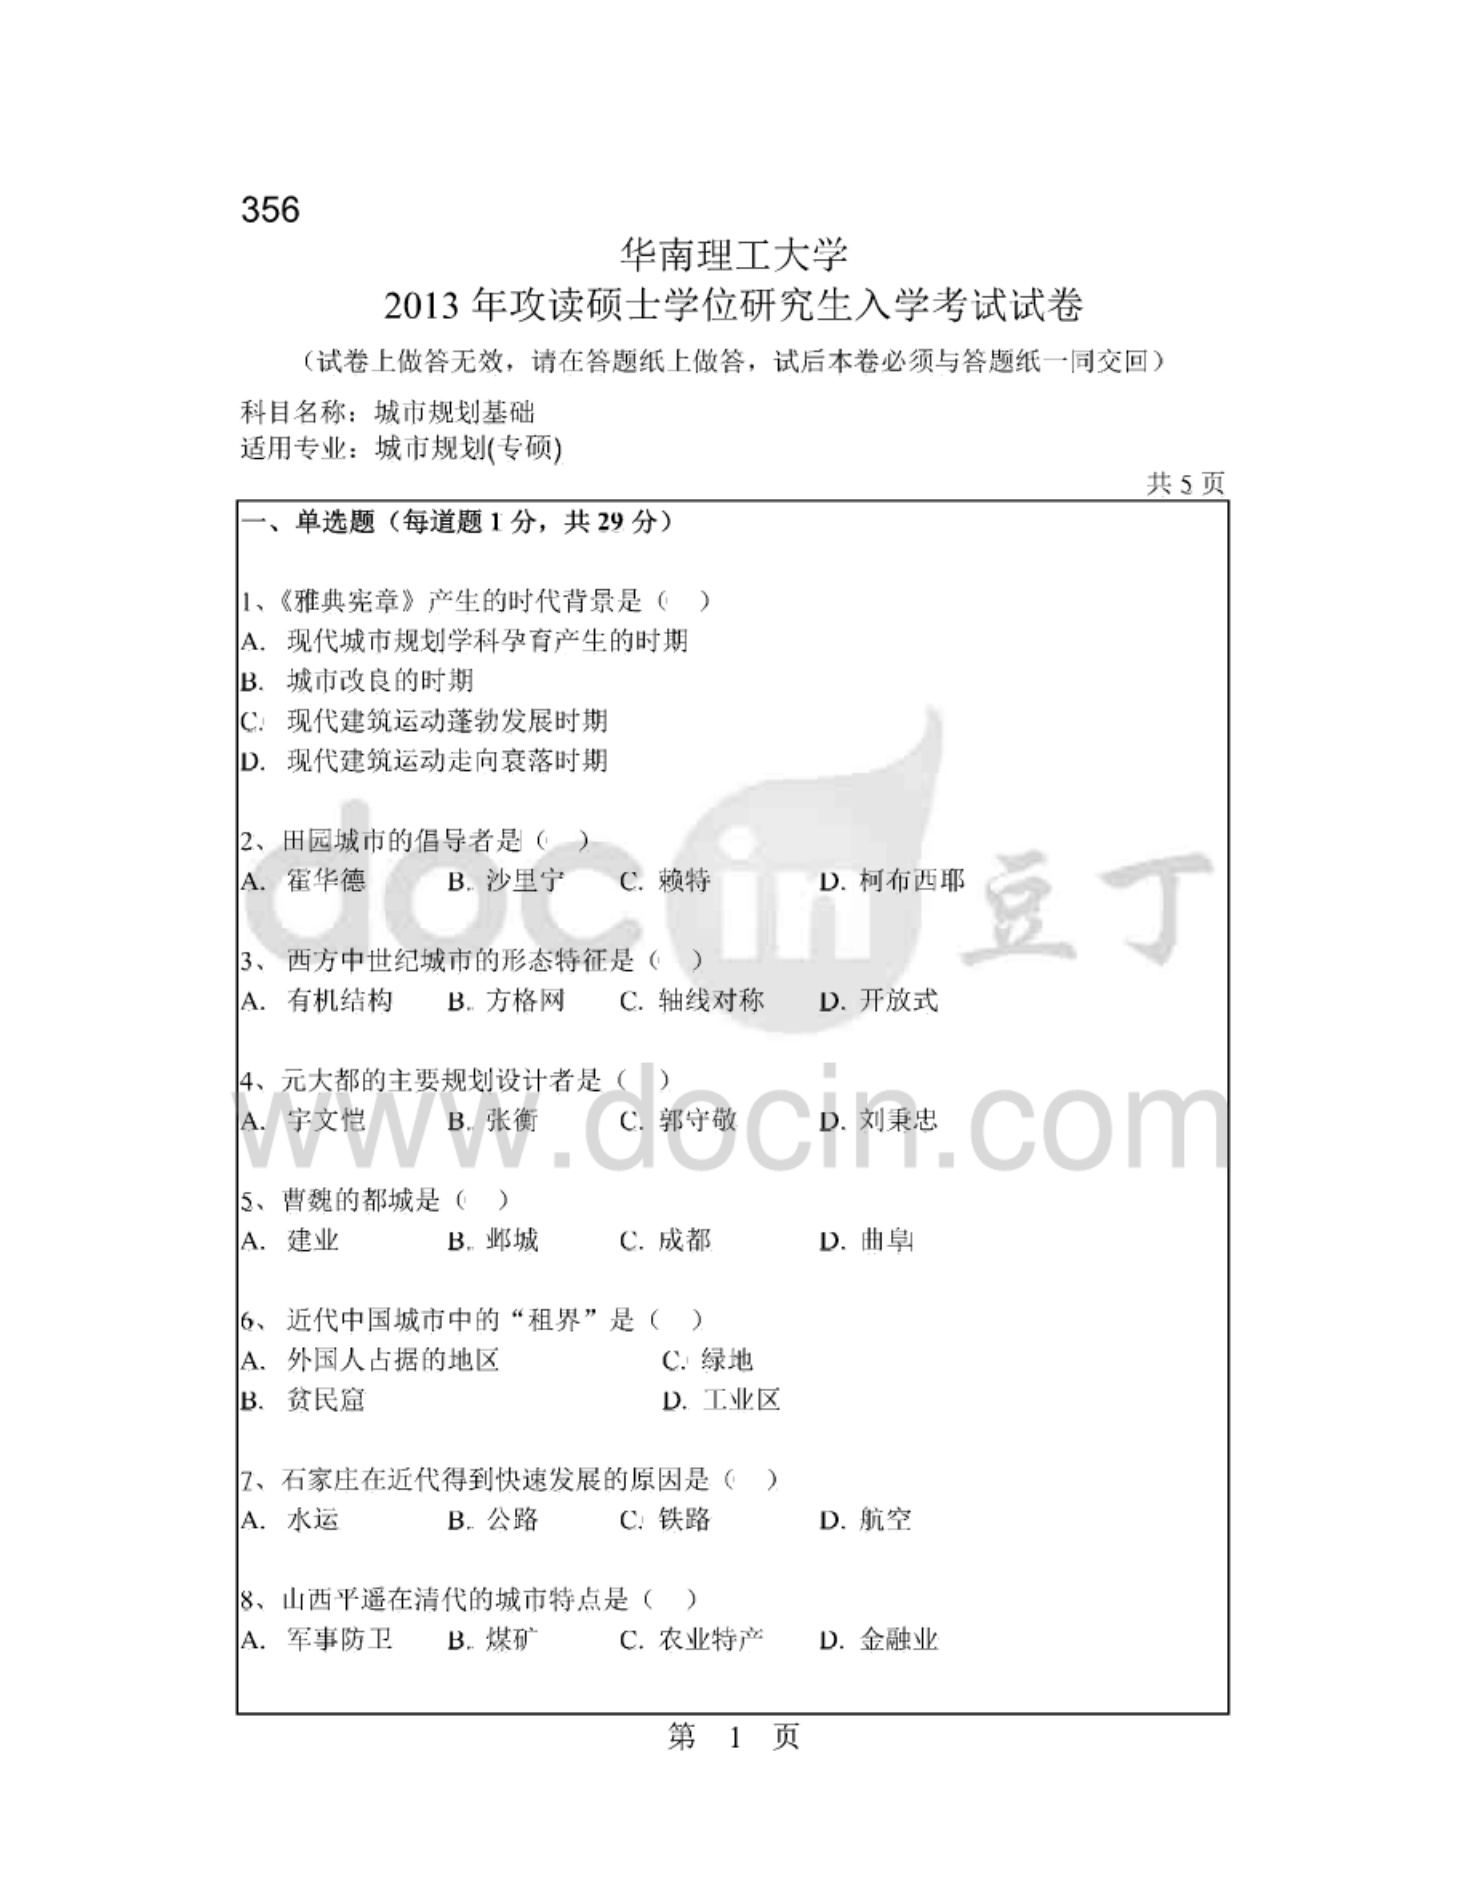 356
华南理工大学
2013 年攻读硕士学位研究生入学考试试卷
（试卷上做答无效，请在答题纸上做答，试后本卷必须与答题纸一同交回）
科目名称：城市规划基础
适用专业：城市规划(专硕)
共 5 页
一、单选题（每道题 1 分，共 29 分）
1、《雅典宪章》产生的时代背景是（ ）
A. 现代城市规划学科孕育产生的时期
B. 城市改良的时期
C. 现代建筑运动蓬勃发展时期
D. 现代建筑运动走向衰落时期
2、田园城市的倡导者是（ ）
A. 霍华德 B. 沙里宁 C. 赖特 D. 柯布西耶
3、 西方中世纪城市的形态特征是（ ）
A. 有机结构 B. 方格网 C. 轴线对称 D. 开放式
4、元大都的主要规划设计者是（ ）
A. 宇文恺 B. 张衡 C. 郭守敬 D. 刘秉忠
5、曹魏的都城是（ ）
A. 建业 B. 邺城 C. 成都 D. 曲阜
6、 近代中国城市中的“租界”是（ ）
A. 外国人占据的地区 C. 绿地
B. 贫民窟 D. 工业区
7、石家庄在近代得到快速发展的原因是（ ）
A. 水运 B. 公路 C. 铁路 D. 航空
8、山西平遥在清代的城市特点是（ ）
A. 军事防卫 B. 煤矿 C. 农业特产 D. 金融业
第 1 页
docin 豆丁
www.docin.com